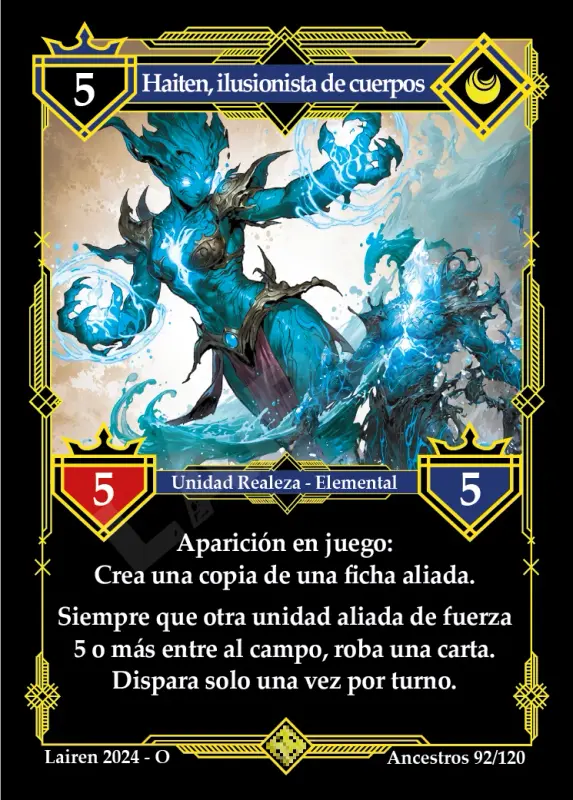 5
Haiten, ilusionista de cuerpos
5
Unidad Realeza - Elemental
5
Aparición en juego:
Crea una copia de una ficha aliada.
Siempre que otra unidad aliada de fuerza
5 o más entre al campo, roba una carta.
Dispara solo una vez por turno.
Lairen 2024 - O
Ancestros 92/120